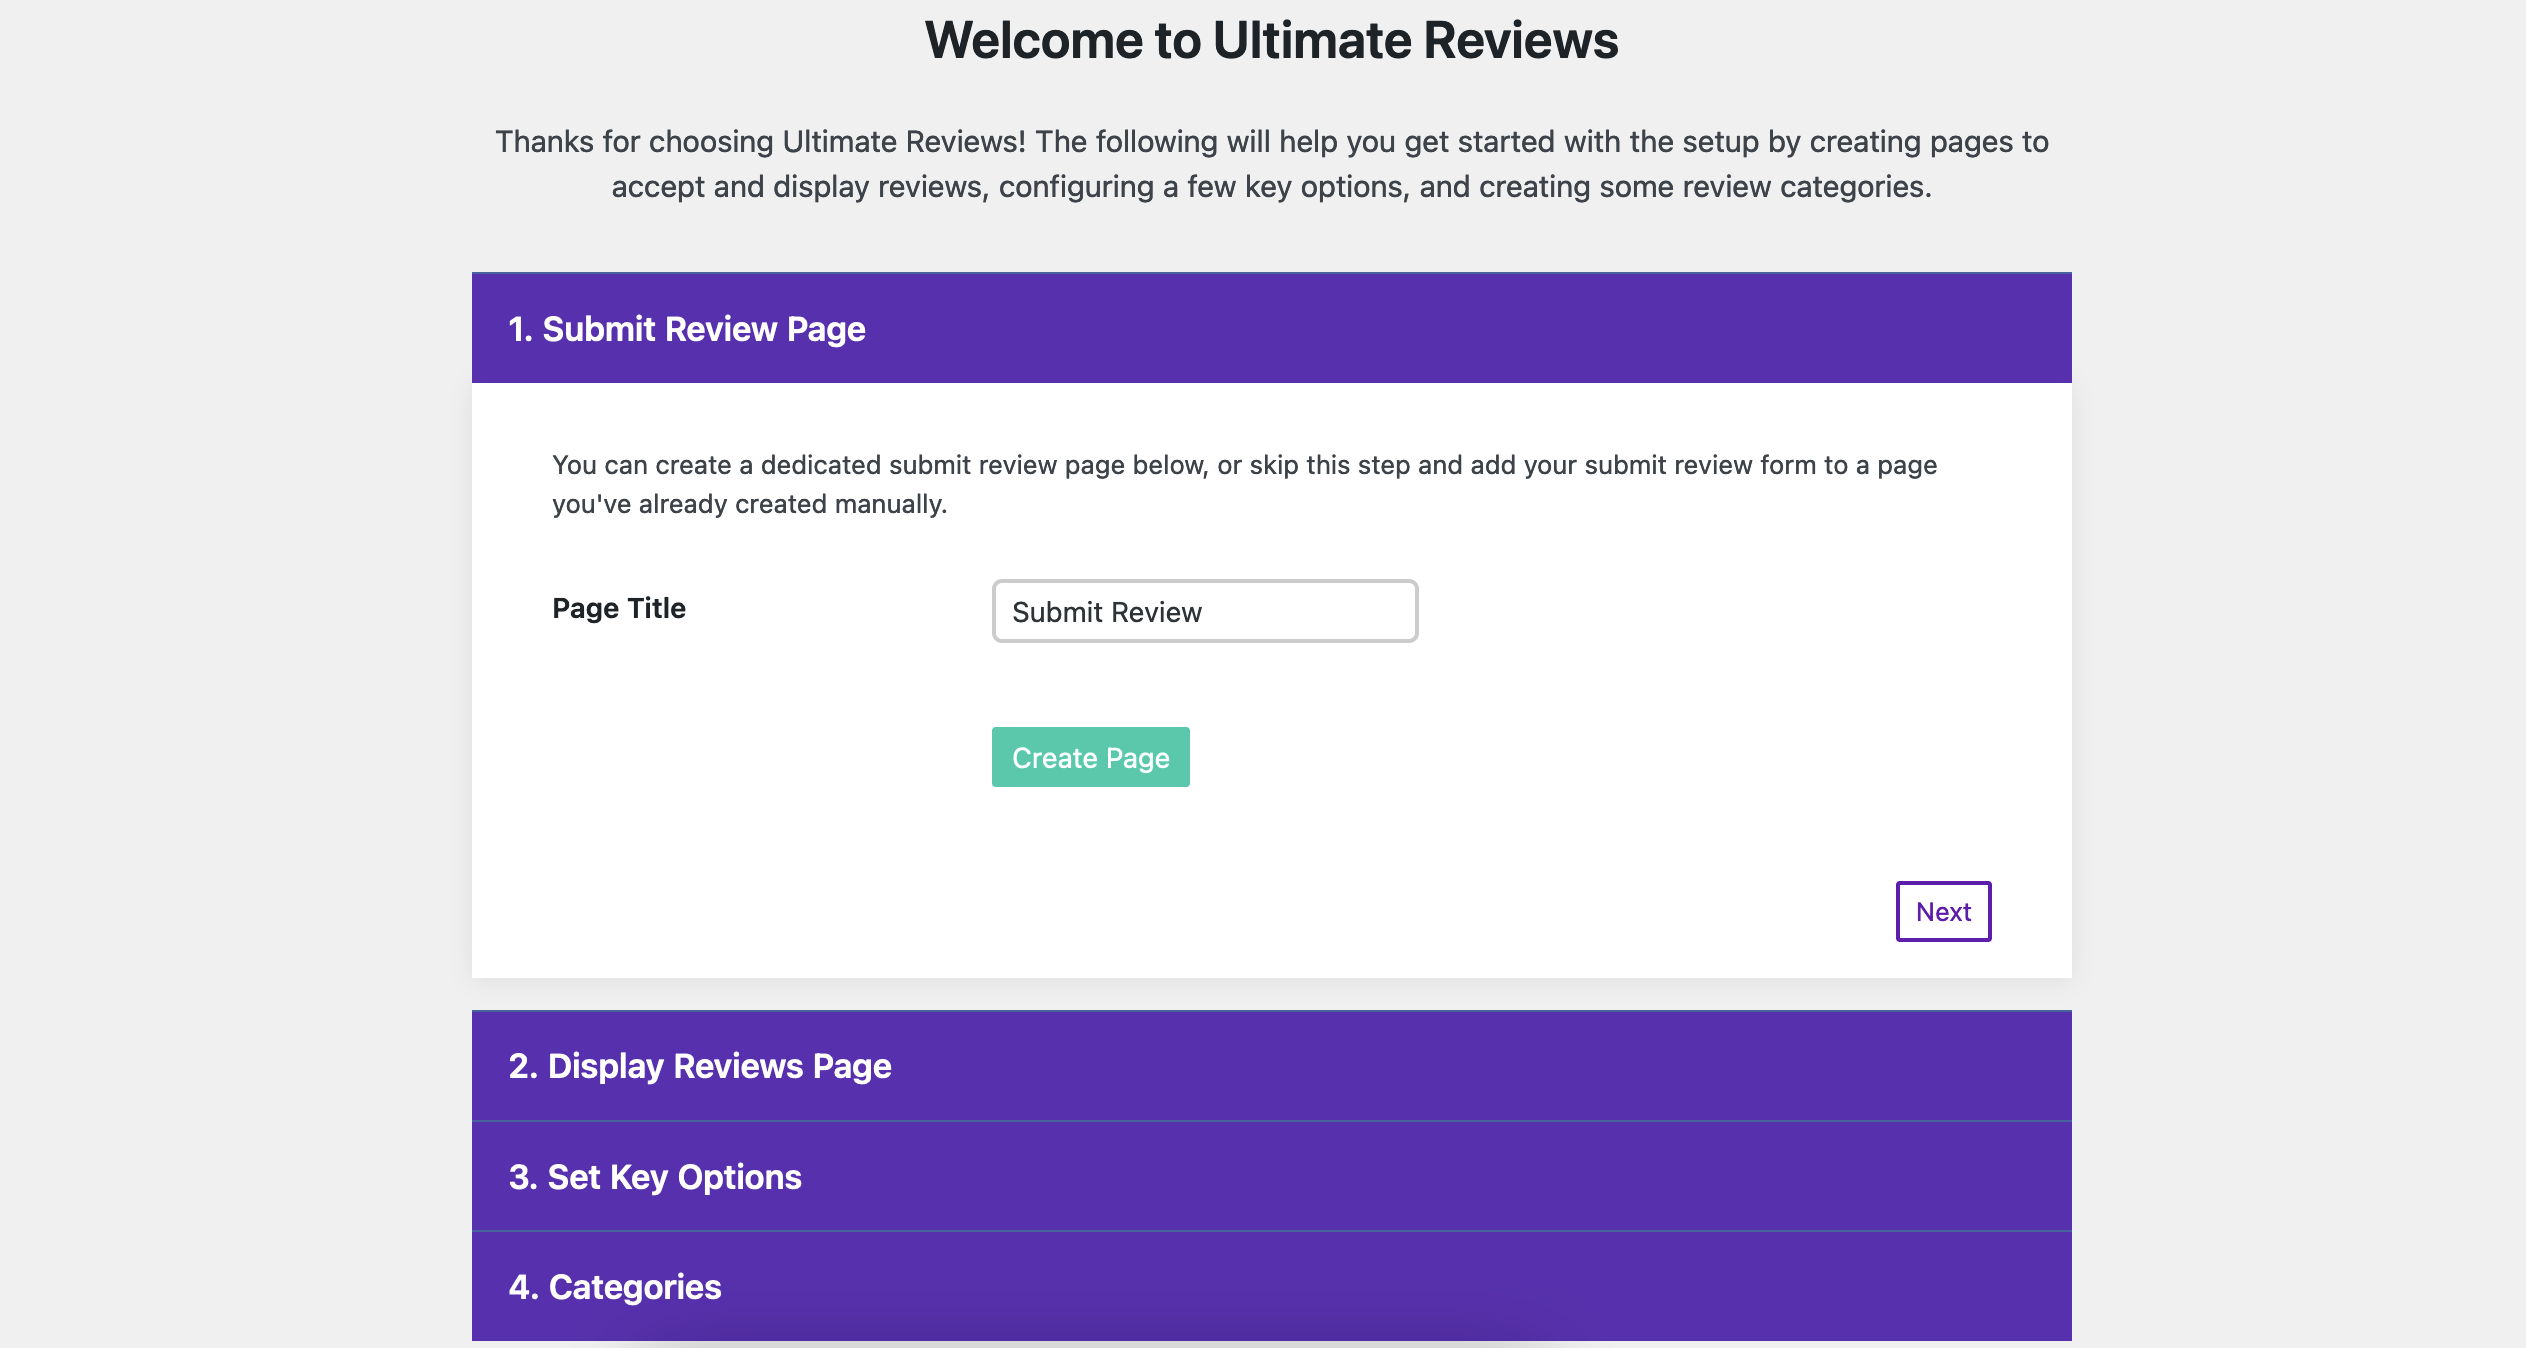 Welcome to Ultimate Reviews
Thanks for choosing Ultimate Reviews! The following will help you get started with the setup by creating pages to
accept and display reviews, configuring a few key options, and creating some review categories.
1. Submit Review Page
You can create a dedicated submit review page below, or skip this step and add your submit review form to a page
you've already created manually.
Page Title
Submit Review
Create Page
Next
2. Display Reviews Page
3. Set Key Options
4. Categories